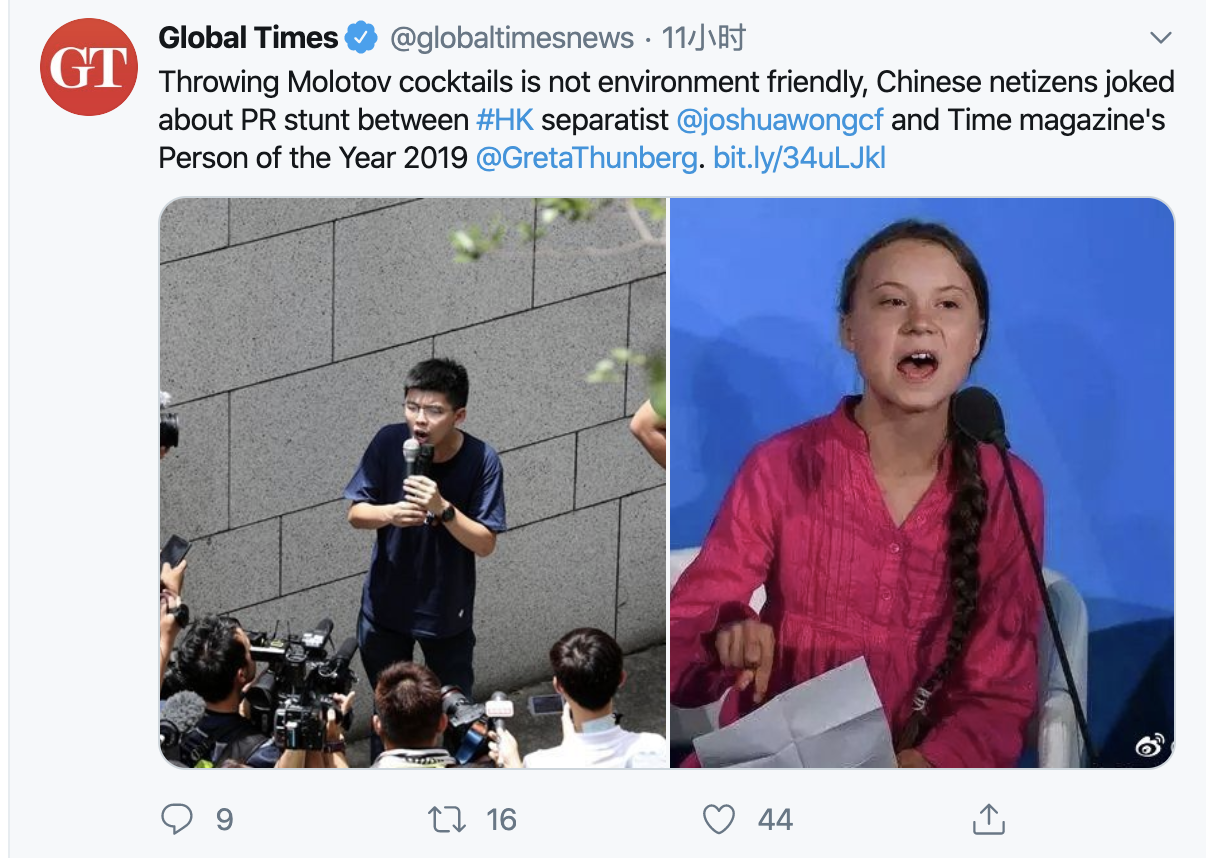 GT
Global Times @globaltimesnews · 11小时
Throwing Molotov cocktails is not environment friendly, Chinese netizens joked
about PR stunt between #HK separatist @joshuawongcf and Time magazine's
Person of the Year 2019 @GretaThunberg. bit.ly/34uLJkl
9 16 44